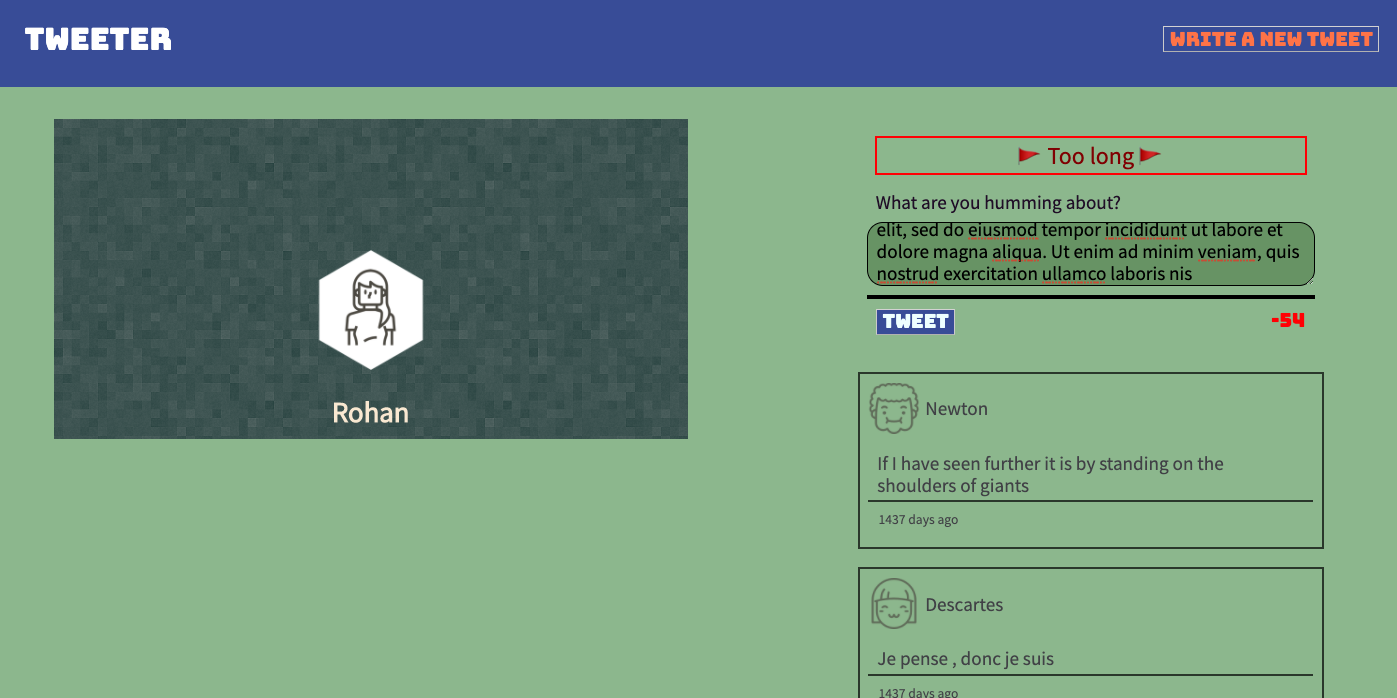 TWEETER
WRITE A NEW TWEET
Rohan
Too long
What are you humming about?
elit, sed do eiusmod tempor incididunt ut labore et
dolore magna aliqua. Ut enim ad minim veniam, quis
nostrud exercitation ullamco laboris nis
TWEET
-54
Newton
If I have seen further it is by standing on the
shoulders of giants
1437 days ago
Descartes
Je pense , donc je suis
1437 days ago